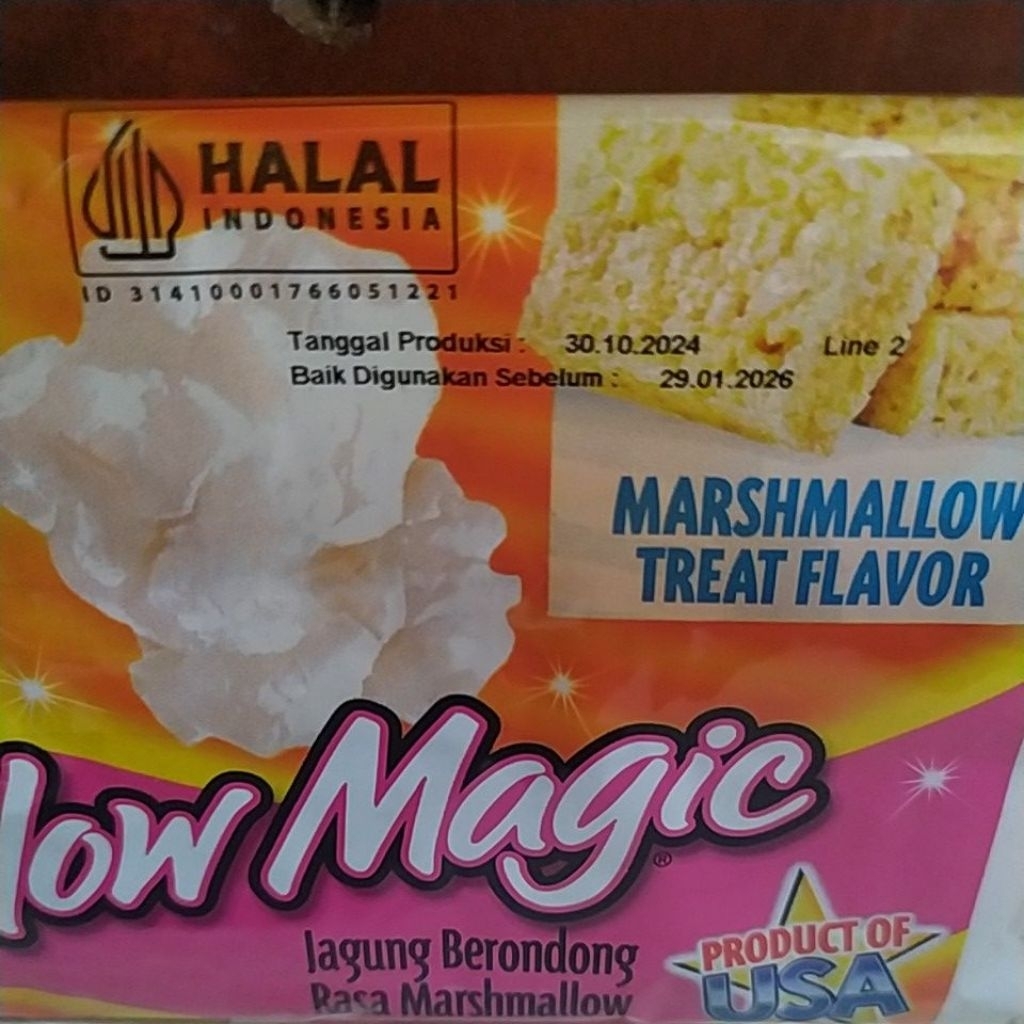 HALAL
INDONESIA
ID 31410001766051221
Tanggal Produksi : 30.10.2024 Line 2
Baik Digunakan Sebelum : 29.01.2026
MARSHMALLOW
TREAT FLAVOR
low Magic®
Jagung Berondong
Rasa Marshmallow
PRODUCT OF
USA